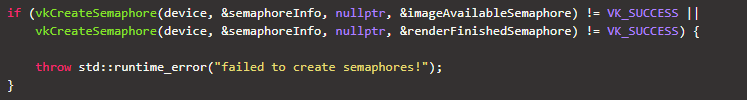 if (vkCreateSemaphore(device, &semaphoreInfo, nullptr, &imageAvailableSemaphore) != VK_SUCCESS ||
    vkCreateSemaphore(device, &semaphoreInfo, nullptr, &renderFinishedSemaphore) != VK_SUCCESS) {
    throw std::runtime_error("failed to create semaphores!");
}